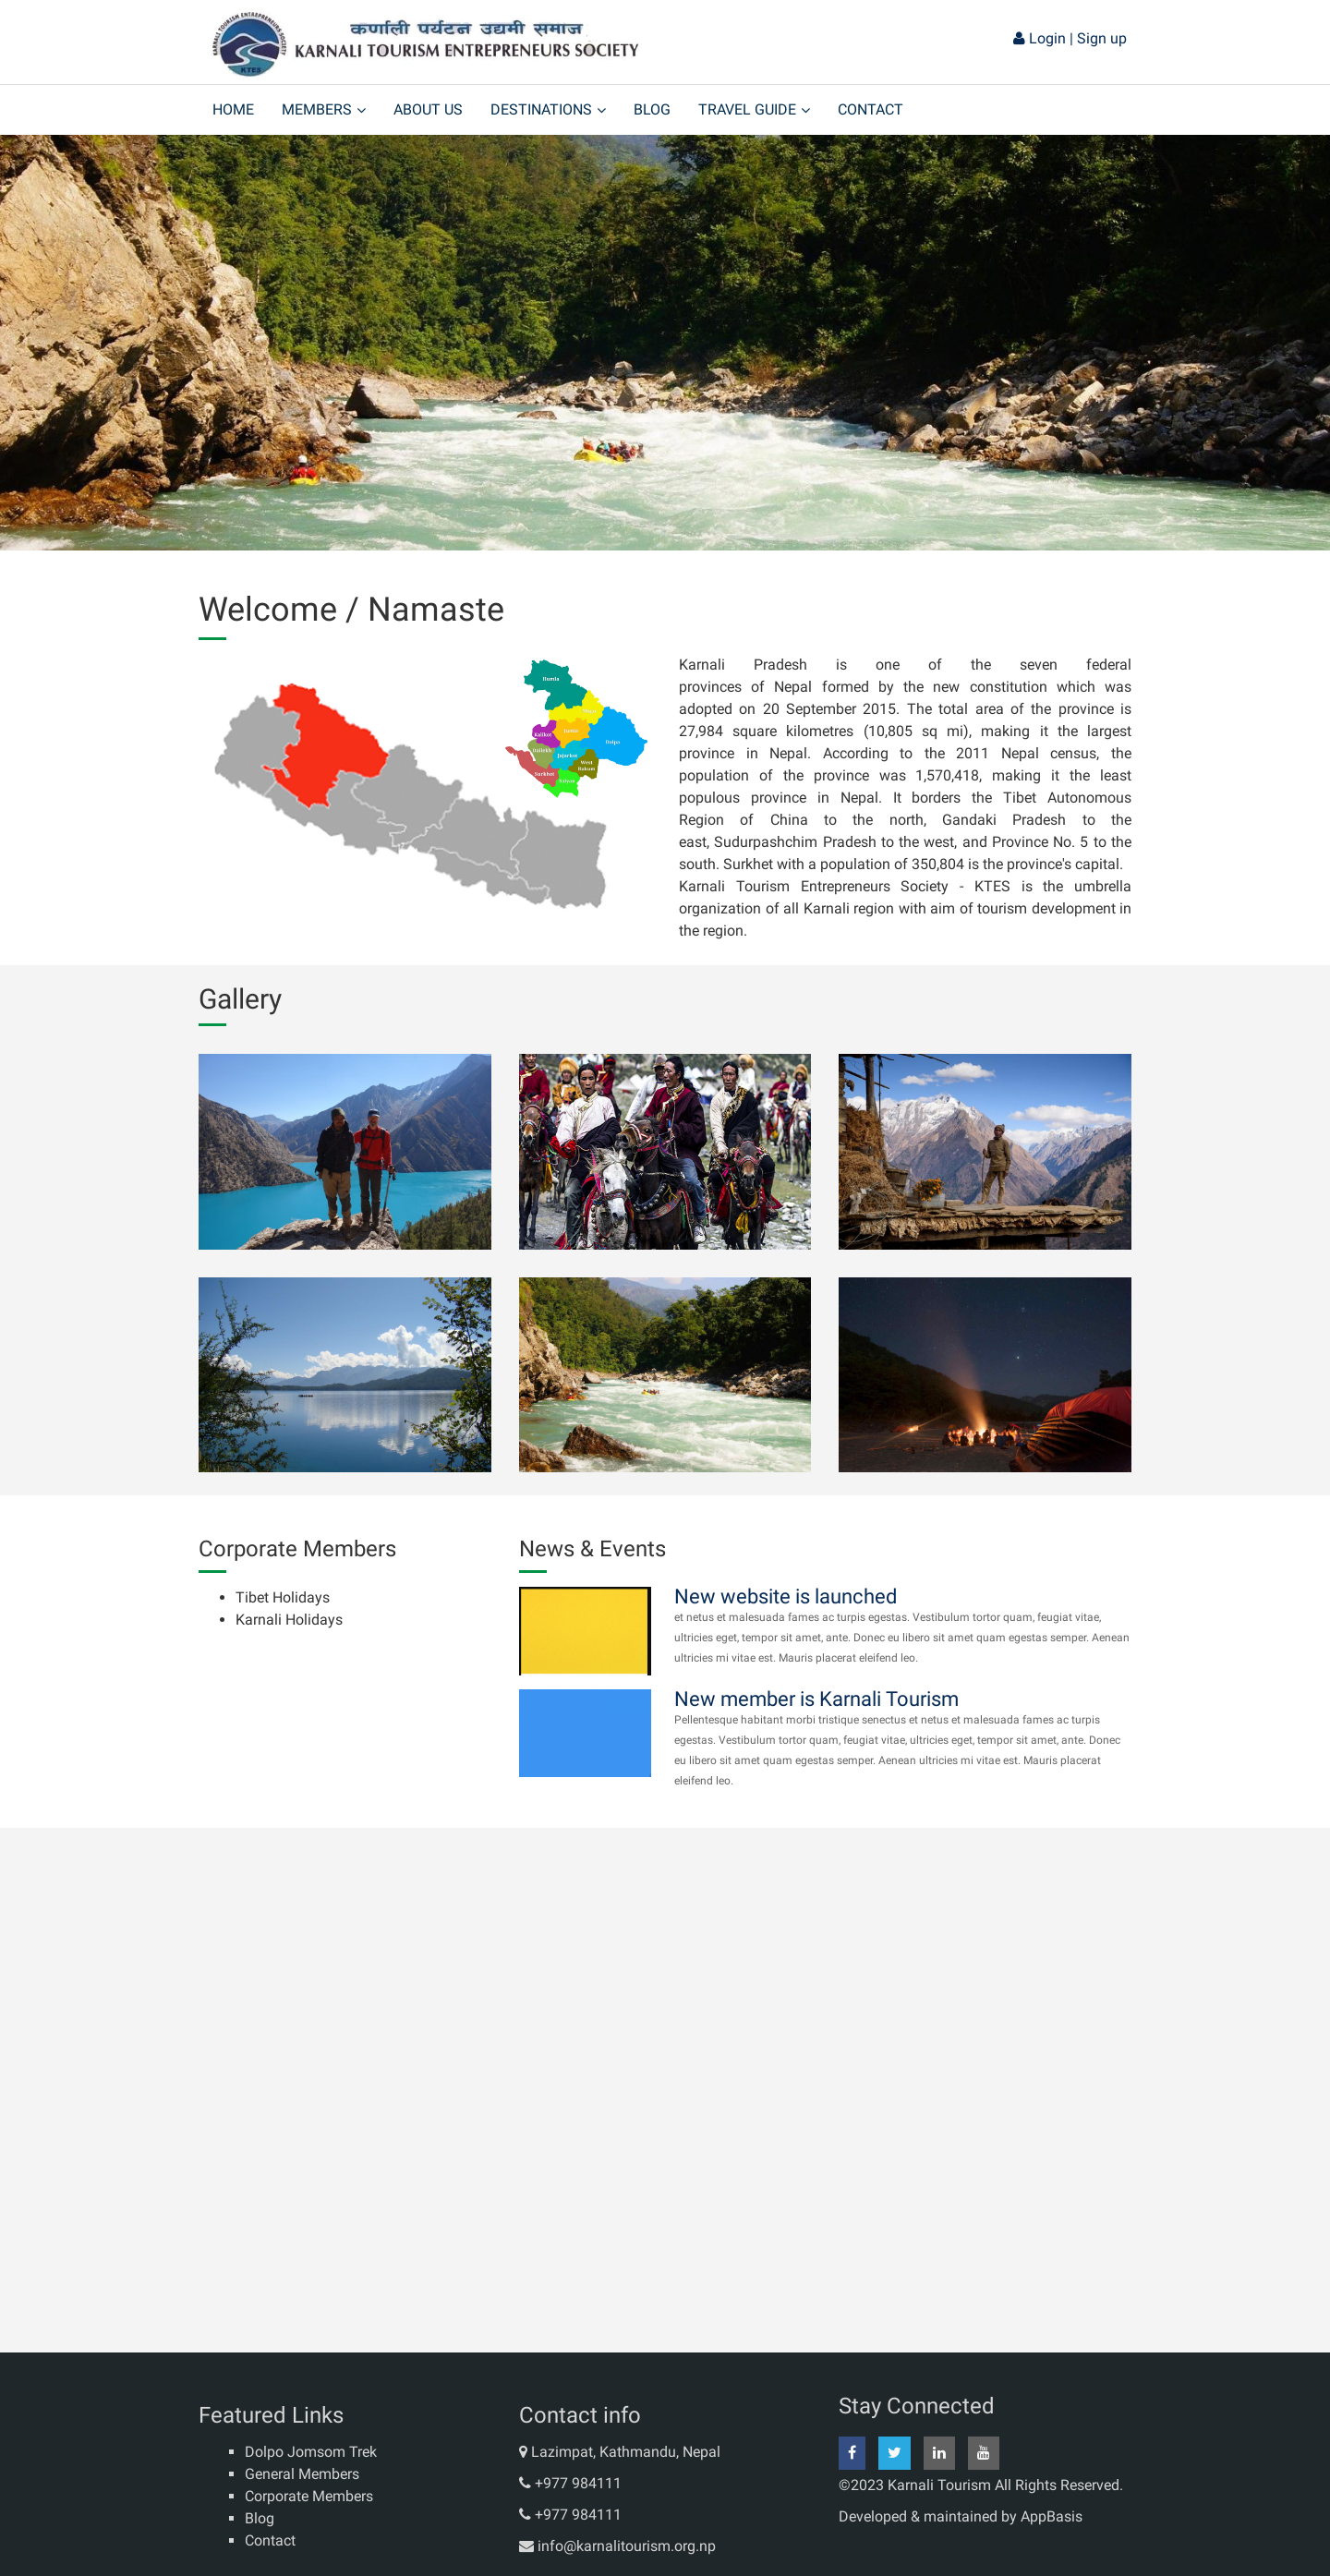 कर्णाली पर्यटन उद्यमी समाज
KARNALI TOURISM ENTREPRENEURS SOCIETY
KARNALI TOURISM ENTREPRENEURS SOCIETY
KTES
Login | Sign up
HOME MEMBERS ABOUT US DESTINATIONS BLOG TRAVEL GUIDE CONTACT
Welcome / Namaste
Humla
Kalikot
Jumla
Dolpo
Dailekh
Jajarkot
West
Rukum
Surkhet
Karnali Pradesh is one of the seven federal
provinces of Nepal formed by the new constitution which was
adopted on 20 September 2015. The total area of the province is
27,984 square kilometres (10,805 sq mi), making it the largest
province in Nepal. According to the 2011 Nepal census, the
population of the province was 1,570,418, making it the least
populous province in Nepal. It borders the Tibet Autonomous
Region of China to the north, Gandaki Pradesh to the
east, Sudurpashchim Pradesh to the west, and Province No. 5 to the
south. Surkhet with a population of 350,804 is the province's capital.
Karnali Tourism Entrepreneurs Society - KTES is the umbrella
organization of all Karnali region with aim of tourism development in
the region.
Gallery
Corporate Members
Tibet Holidays
Karnali Holidays
News & Events
New website is launched
et netus et malesuada fames ac turpis egestas. Vestibulum tortor quam, feugiat vitae,
ultricies eget, tempor sit amet, ante. Donec eu libero sit amet quam egestas semper. Aenean
ultricies mi vitae est. Mauris placerat eleifend leo.
New member is Karnali Tourism
Pellentesque habitant morbi tristique senectus et netus et malesuada fames ac turpis
egestas. Vestibulum tortor quam, feugiat vitae, ultricies eget, tempor sit amet, ante. Donec
eu libero sit amet quam egestas semper. Aenean ultricies mi vitae est. Mauris placerat
eleifend leo.
Featured Links
Dolpo Jomsom Trek
General Members
Corporate Members
Blog
Contact
Contact info
Lazimpat, Kathmandu, Nepal
+977 984111
+977 984111
info@karnalitourism.org.np
Stay Connected
©2023 Karnali Tourism All Rights Reserved.
Developed & maintained by AppBasis